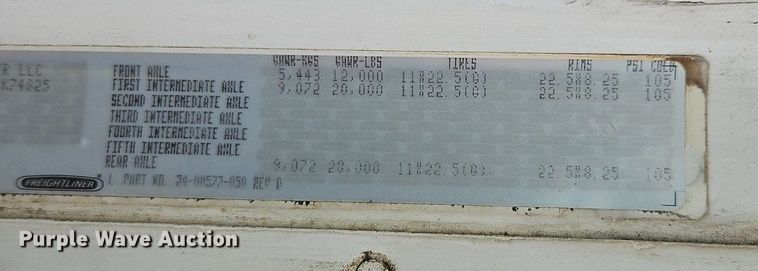 GAWR-KGS GAWR-LBS TIRES RIMS PSI COLD
ER LLC FRONT AXLE 5,443 12,000 11R22.5(G) 22.5X8.25 105
K74825 FIRST INTERMEDIATE AXLE 9,072 20,000 11R22.5(G) 22.5X8.25 105
SECOND INTERMEDIATE AXLE
THIRD INTERMEDIATE AXLE
FOURTH INTERMEDIATE AXLE
FIFTH INTERMEDIATE AXLE
REAR AXLE 9,072 20,000 11R22.5(G) 22.5X8.25 105
FREIGHTLINER L PART NO. 24-00577-050 REV D
Purple Wave Auction